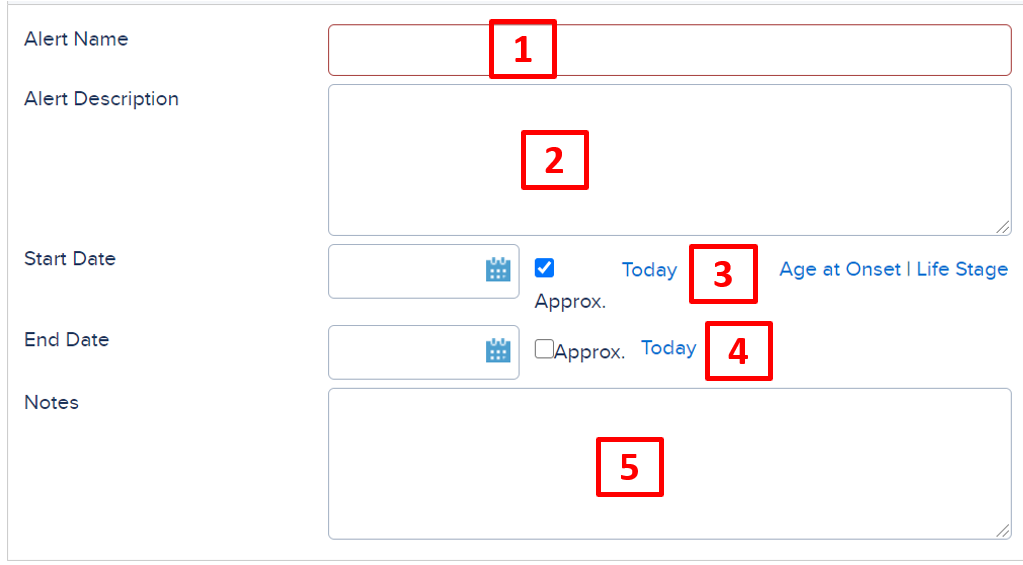 Alert Name
1
Alert Description
2
Start Date
Today
3
Age at Onset | Life Stage
Approx.
End Date
Approx.
Today
4
Notes
5